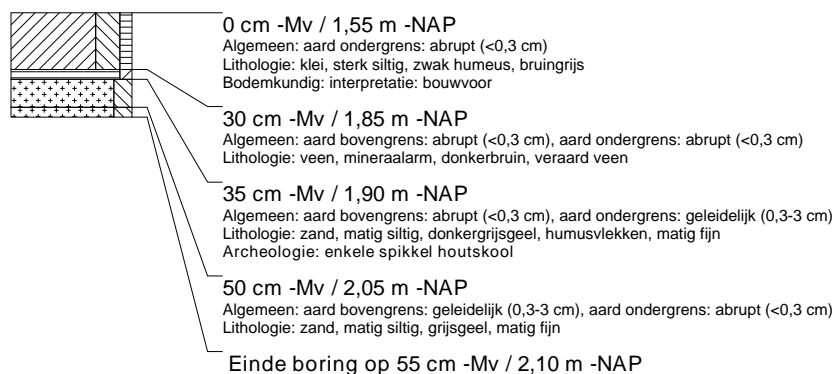 0 cm -Mv / 1,55 m -NAP
Algemeen: aard ondergrens: abrupt (<0,3 cm)
Lithologie: klei, sterk siltig, zwak humeus, bruingrijs
Bodemkundig: interpretatie: bouwvoor
30 cm -Mv / 1,85 m -NAP
Algemeen: aard bovengrens: abrupt (<0,3 cm), aard ondergrens: abrupt (<0,3 cm)
Lithologie: veen, mineraalarm, donkerbruin, veraard veen
35 cm -Mv / 1,90 m -NAP
Algemeen: aard bovengrens: abrupt (<0,3 cm), aard ondergrens: geleidelijk (0,3-3 cm)
Lithologie: zand, matig siltig, donkergrijsgeel, humusvlekken, matig fijn
Archeologie: enkele spikkel houtskool
50 cm -Mv / 2,05 m -NAP
Algemeen: aard bovengrens: geleidelijk (0,3-3 cm), aard ondergrens: abrupt (<0,3 cm)
Lithologie: zand, matig siltig, grijsgeel, matig fijn
Einde boring op 55 cm -Mv / 2,10 m -NAP